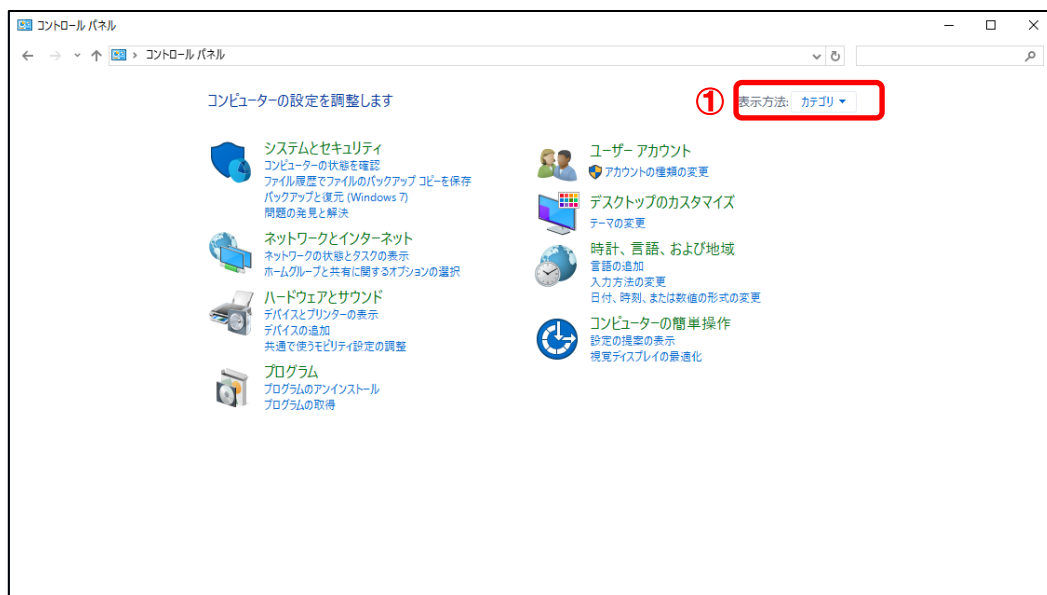 コントロール パネル
コントロール パネル
コンピューターの設定を調整します
① 表示方法: カテゴリ
システムとセキュリティ
コンピューターの状態を確認
ファイル履歴でファイルのバックアップ コピーを保存
バックアップと復元 (Windows 7)
問題の発見と解決
ネットワークとインターネット
ネットワークの状態とタスクの表示
ホームグループと共有に関するオプションの選択
ハードウェアとサウンド
デバイスとプリンターの表示
デバイスの追加
共通で使うモビリティ設定の調整
プログラム
プログラムのアンインストール
プログラムの取得
ユーザー アカウント
アカウントの種類の変更
デスクトップのカスタマイズ
テーマの変更
時計、言語、および地域
言語の追加
入力方法の変更
日付、時刻、または数値の形式の変更
コンピューターの簡単操作
設定の提案の表示
視覚ディスプレイの最適化